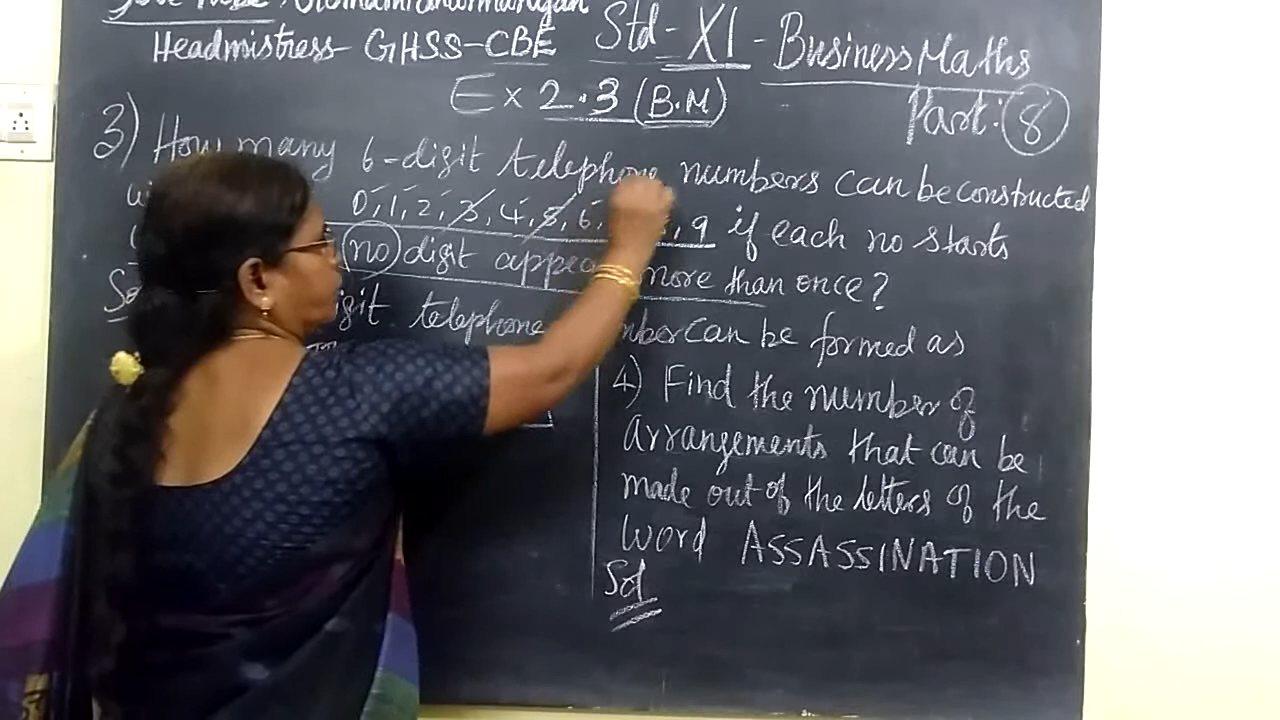 Headmistress - GHSS-CBE Std - XI - Business Maths
Ex 2.3 (B.M) Part: 8
3) How many 6-digit telephone numbers can be constructed
0, 1, 2, 3, 4, 5, 6, , 9 if each no starts
no digit appea more than once?
digit telephone mber can be formed as
4) Find the number of
arrangements that can be
made out of the letters of the
word ASSASSINATION
Sol